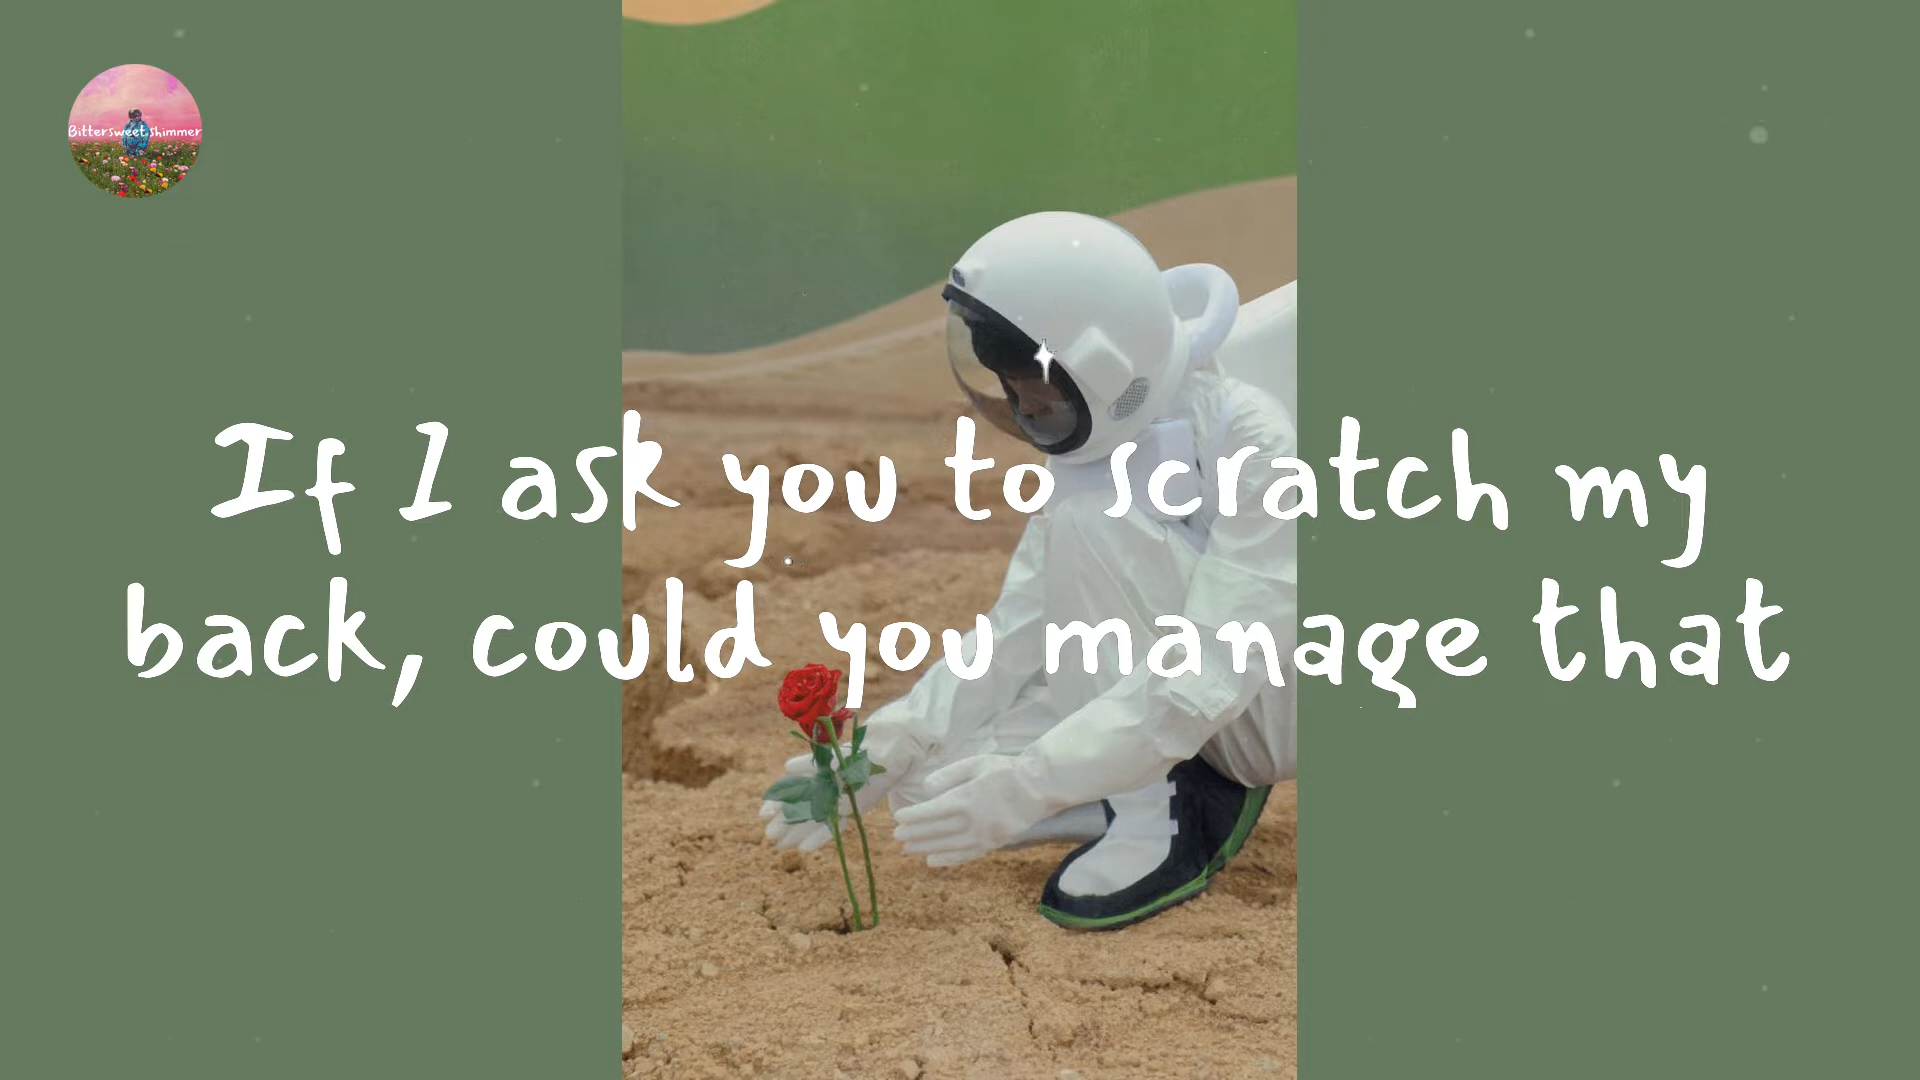 Bittersweet shimmer
If I ask you to scratch my
back, could you manage that